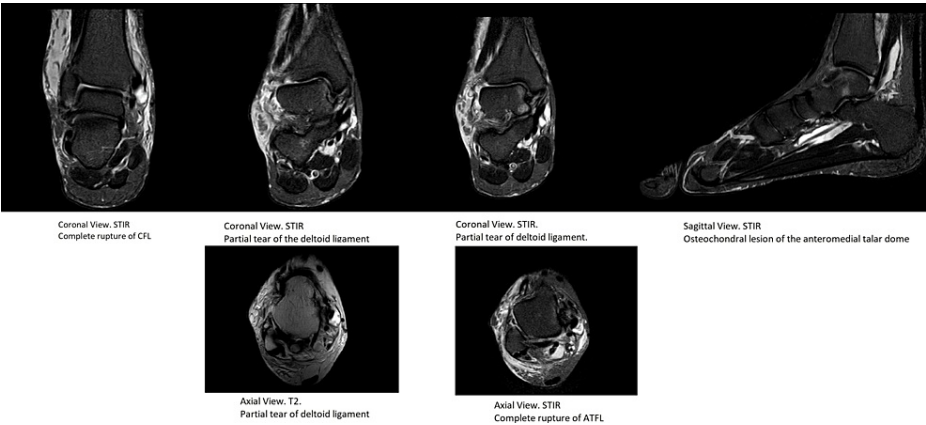 Coronal View. STIR
Complete rupture of CFL
Coronal View. STIR
Partial tear of the deltoid ligament
Coronal View. STIR.
Partial tear of deltoid ligament.
Sagittal View. STIR
Osteochondral lesion of the anteromedial talar dome
Axial View. T2.
Partial tear of deltoid ligament
Axial View. STIR
Complete rupture of ATFL